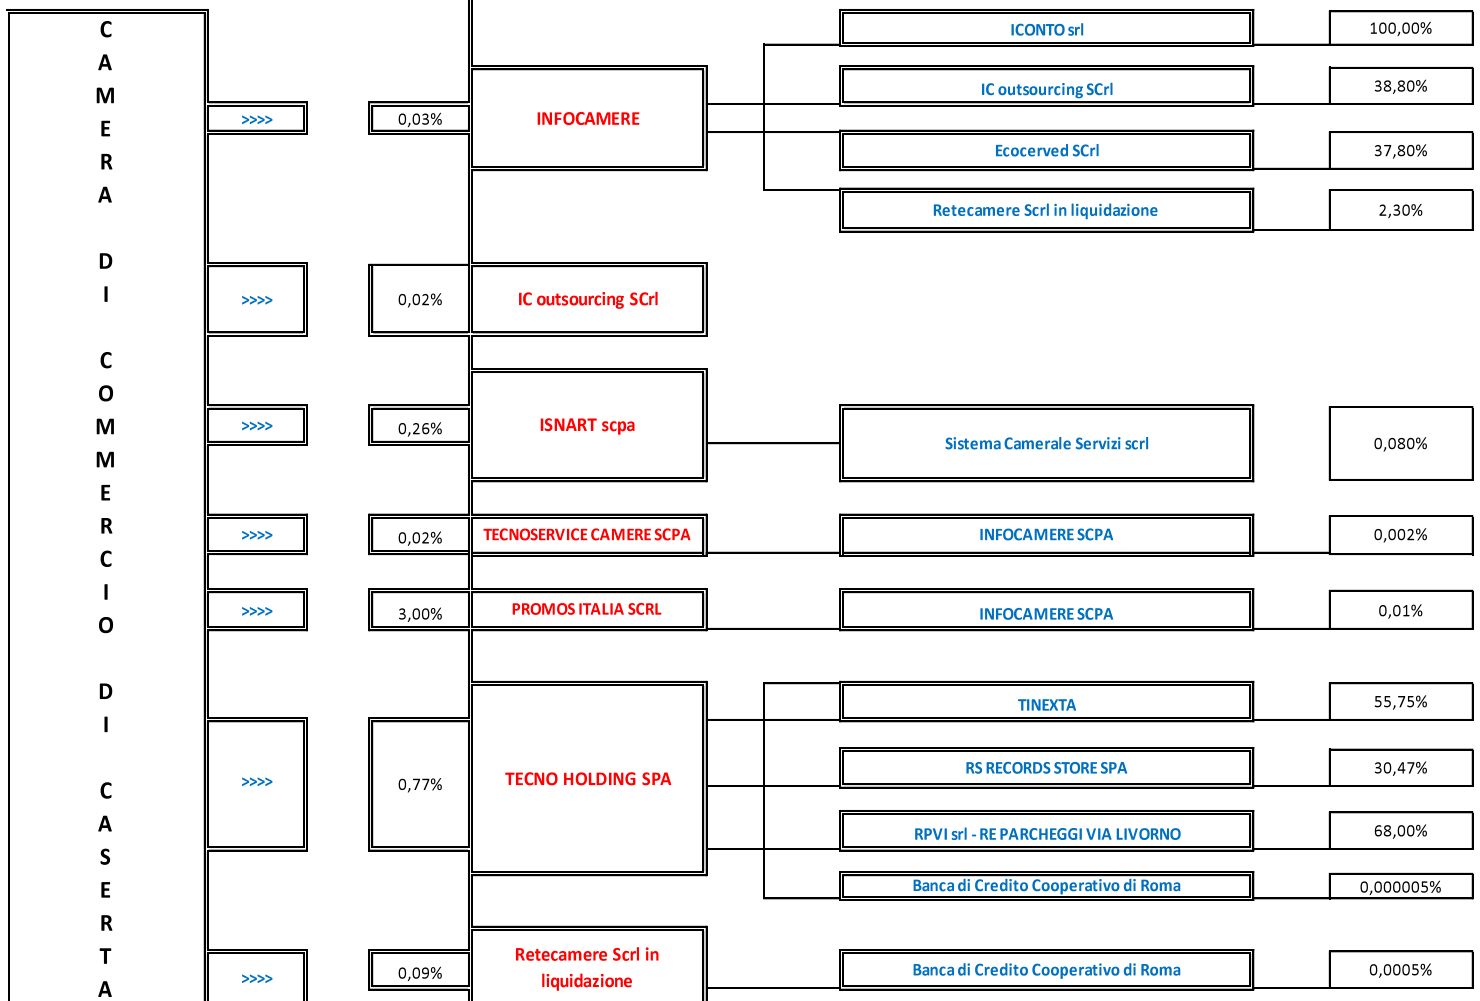 CAMERA DI COMMERCIO DI CASERTA
ICONTO srl 100,00%
>>>> 0,03% INFOCAMERE IC outsourcing SCrl 38,80%
Ecocerved SCrl 37,80%
Retecamere Scrl in liquidazione 2,30%
>>>> 0,02% IC outsourcing SCrl
>>>> 0,26% ISNART scpa Sistema Camerale Servizi scrl 0,080%
>>>> 0,02% TECNOSERVICE CAMERE SCPA INFOCAMERE SCPA 0,002%
>>>> 3,00% PROMOS ITALIA SCRL INFOCAMERE SCPA 0,01%
TINEXTA 55,75%
>>>> 0,77% TECNO HOLDING SPA RS RECORDS STORE SPA 30,47%
RPVI srl - RE PARCHEGGI VIA LIVORNO 68,00%
Banca di Credito Cooperativo di Roma 0,000005%
>>>> 0,09% Retecamere Scrl in
liquidazione Banca di Credito Cooperativo di Roma 0,0005%